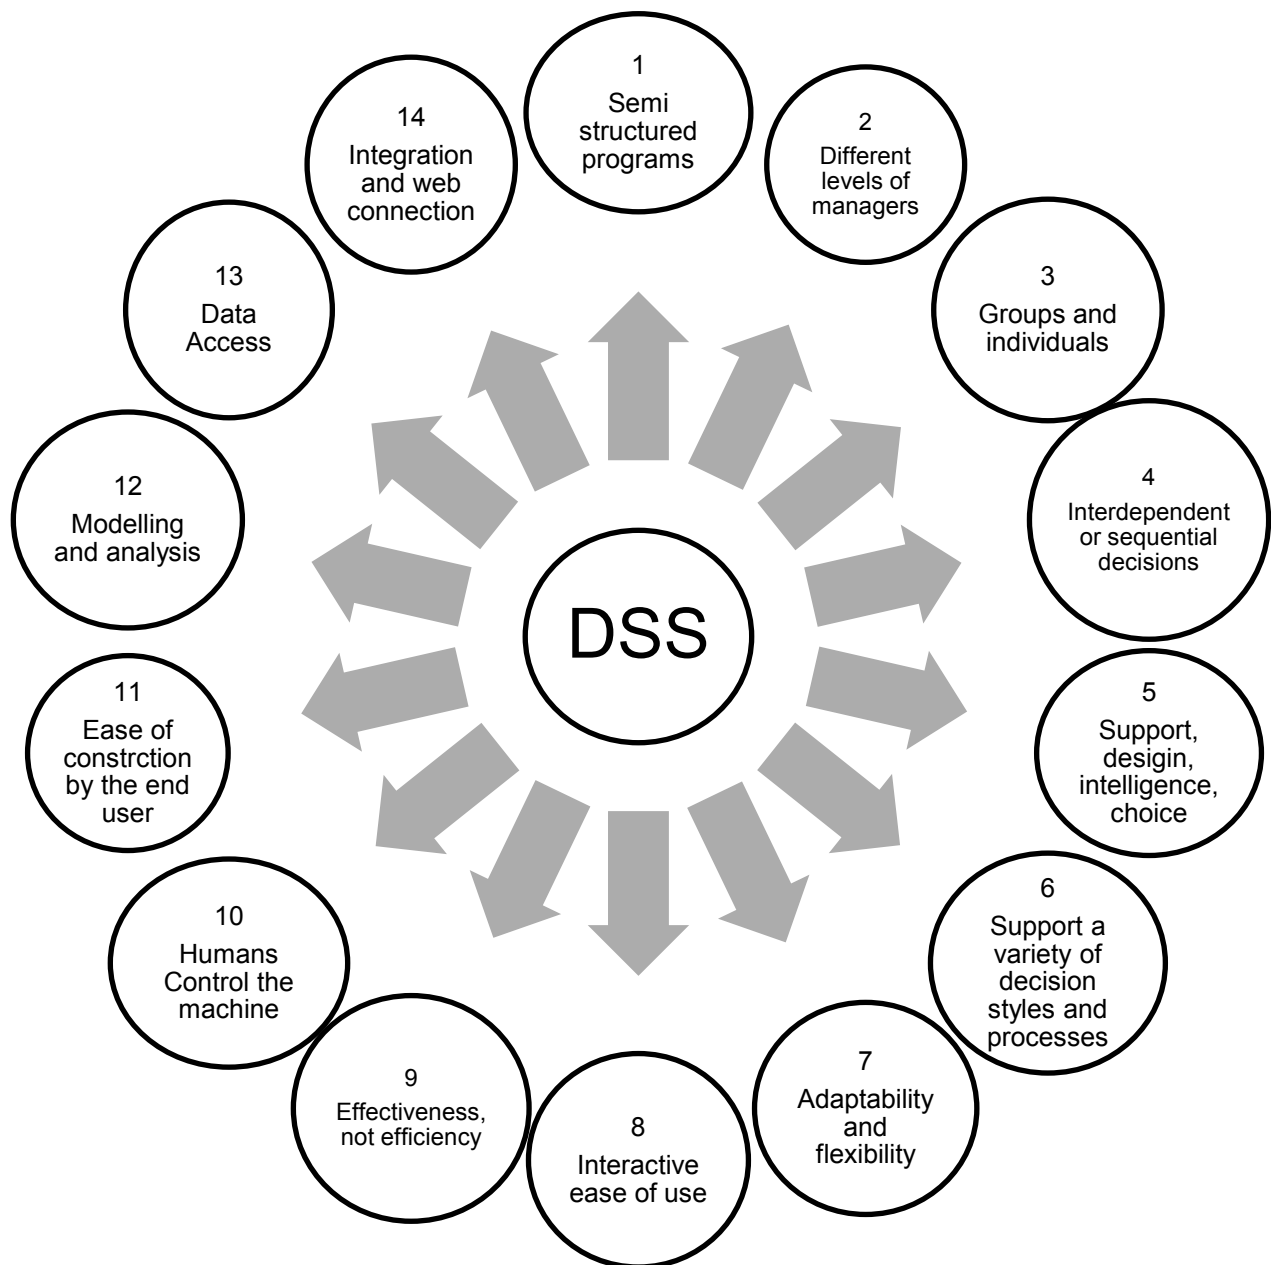 1
Semi
structured
programs
2
Different
levels of
managers
3
Groups and
individuals
4
Interdependent
or sequential
decisions
5
Support,
desigin,
intelligence,
choice
6
Support a
variety of
decision
styles and
processes
7
Adaptability
and
flexibility
8
Interactive
ease of use
9
Effectiveness,
not efficiency
10
Humans
Control the
machine
11
Ease of
constrction
by the end
user
12
Modelling
and analysis
13
Data
Access
14
Integration
and web
connection
DSS